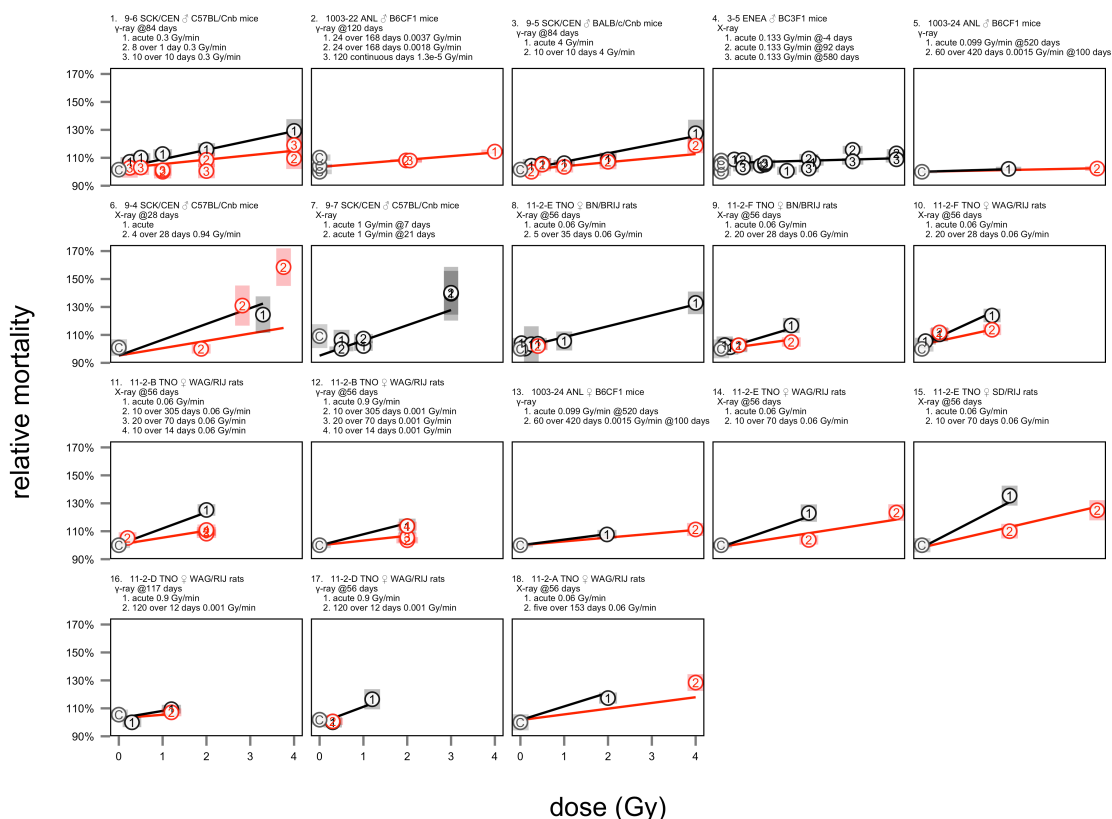 1. 9-6 SCK/CEN ♂ C57BL/Cnb mice
γ-ray @84 days
1. acute 0.3 Gy/min
2. 8 over 1 day 0.3 Gy/min
3. 10 over 10 days 0.3 Gy/min
2. 1003-22 ANL ♂ B6CF1 mice
γ-ray @120 days
1. 24 over 168 days 0.0037 Gy/min
2. 24 over 168 days 0.0018 Gy/min
3. 120 continuous days 1.3e-5 Gy/min
3. 9-5 SCK/CEN ♂ BALB/c/Cnb mice
γ-ray @84 days
1. acute 4 Gy/min
2. 10 over 10 days 4 Gy/min
4. 3-5 ENEA ♂ BC3F1 mice
X-ray
1. acute 0.133 Gy/min @-4 days
2. acute 0.133 Gy/min @92 days
3. acute 0.133 Gy/min @580 days
5. 1003-24 ANL ♂ B6CF1 mice
γ-ray
1. acute 0.099 Gy/min @520 days
2. 60 over 420 days 0.0015 Gy/min @100 days
170%
150%
130%
110%
90%
6. 9-4 SCK/CEN ♂ C57BL/Cnb mice
X-ray @28 days
1. acute
2. 4 over 28 days 0.94 Gy/min
7. 9-7 SCK/CEN ♂ C57BL/Cnb mice
X-ray
1. acute 1 Gy/min @7 days
2. acute 1 Gy/min @21 days
8. 11-2-E TNO ♀ BN/BRIJ rats
X-ray @56 days
1. acute 0.06 Gy/min
2. 5 over 35 days 0.06 Gy/min
9. 11-2-F TNO ♀ BN/BRIJ rats
X-ray @56 days
1. acute 0.06 Gy/min
2. 20 over 28 days 0.06 Gy/min
10. 11-2-F TNO ♀ WAG/RIJ rats
X-ray @56 days
1. acute 0.06 Gy/min
2. 20 over 28 days 0.06 Gy/min
170%
150%
130%
110%
90%
relative mortality
11. 11-2-B TNO ♀ WAG/RIJ rats
X-ray @56 days
1. acute 0.06 Gy/min
2. 10 over 305 days 0.06 Gy/min
3. 20 over 70 days 0.06 Gy/min
4. 10 over 14 days 0.06 Gy/min
12. 11-2-B TNO ♀ WAG/RIJ rats
γ-ray @56 days
1. acute 0.9 Gy/min
2. 10 over 305 days 0.001 Gy/min
3. 20 over 70 days 0.001 Gy/min
4. 10 over 14 days 0.001 Gy/min
13. 1003-24 ANL ♀ B6CF1 mice
γ-ray
1. acute 0.099 Gy/min @520 days
2. 60 over 420 days 0.0015 Gy/min @100 days
14. 11-2-E TNO ♀ WAG/RIJ rats
X-ray @56 days
1. acute 0.06 Gy/min
2. 10 over 70 days 0.06 Gy/min
15. 11-2-E TNO ♀ SD/RIJ rats
X-ray @56 days
1. acute 0.06 Gy/min
2. 10 over 70 days 0.06 Gy/min
170%
150%
130%
110%
90%
16. 11-2-D TNO ♀ WAG/RIJ rats
γ-ray @117 days
1. acute 0.9 Gy/min
2. 120 over 12 days 0.001 Gy/min
17. 11-2-D TNO ♀ WAG/RIJ rats
γ-ray @56 days
1. acute 0.9 Gy/min
2. 120 over 12 days 0.001 Gy/min
18. 11-2-A TNO ♀ WAG/RIJ rats
X-ray @56 days
1. acute 0.06 Gy/min
2. five over 153 days 0.06 Gy/min
170%
150%
130%
110%
90%
0 1 2 3 4
0 1 2 3 4
0 1 2 3 4
dose (Gy)